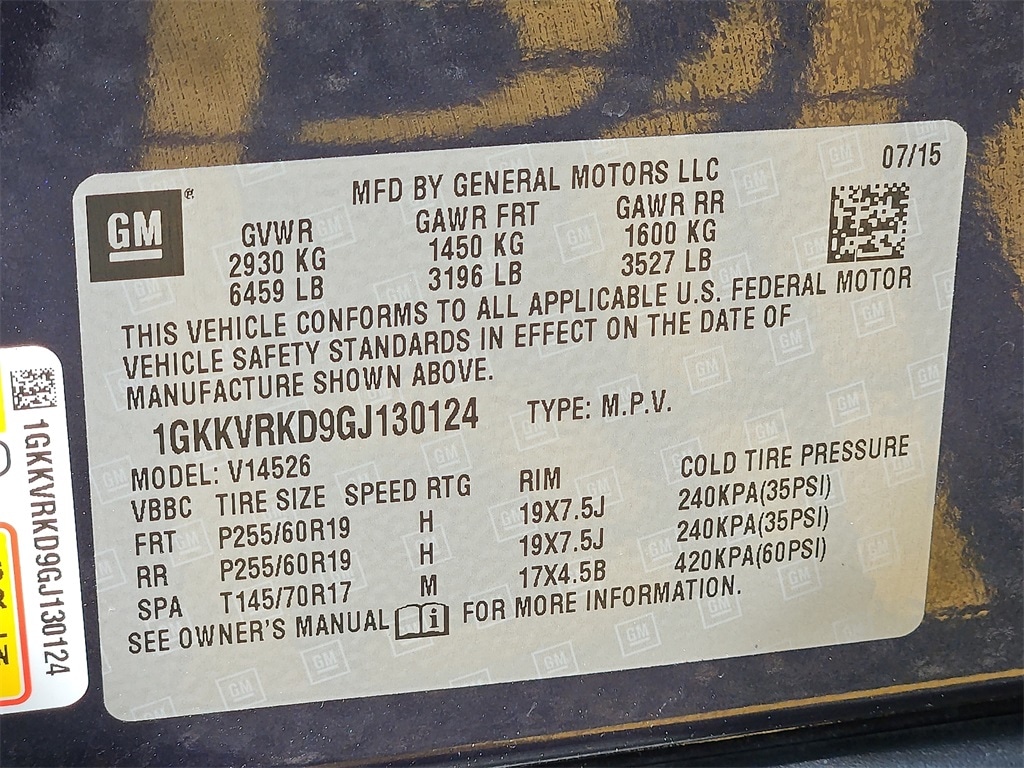 07/15
MFD BY GENERAL MOTORS LLC
GM ®
GVWR GAWR FRT GAWR RR
2930 KG 1450 KG 1600 KG
6459 LB 3196 LB 3527 LB
THIS VEHICLE CONFORMS TO ALL APPLICABLE U.S. FEDERAL MOTOR
VEHICLE SAFETY STANDARDS IN EFFECT ON THE DATE OF
MANUFACTURE SHOWN ABOVE.
1GKKVRKD9GJ130124 TYPE: M.P.V.
MODEL: V14526
VBBC TIRE SIZE SPEED RTG RIM COLD TIRE PRESSURE
FRT P255/60R19 H 19X7.5J 240KPA(35PSI)
RR P255/60R19 H 19X7.5J 240KPA(35PSI)
SPA T145/70R17 M 17X4.5B 420KPA(60PSI)
SEE OWNER'S MANUAL i FOR MORE INFORMATION.
1GKKVRKD9GJ130124